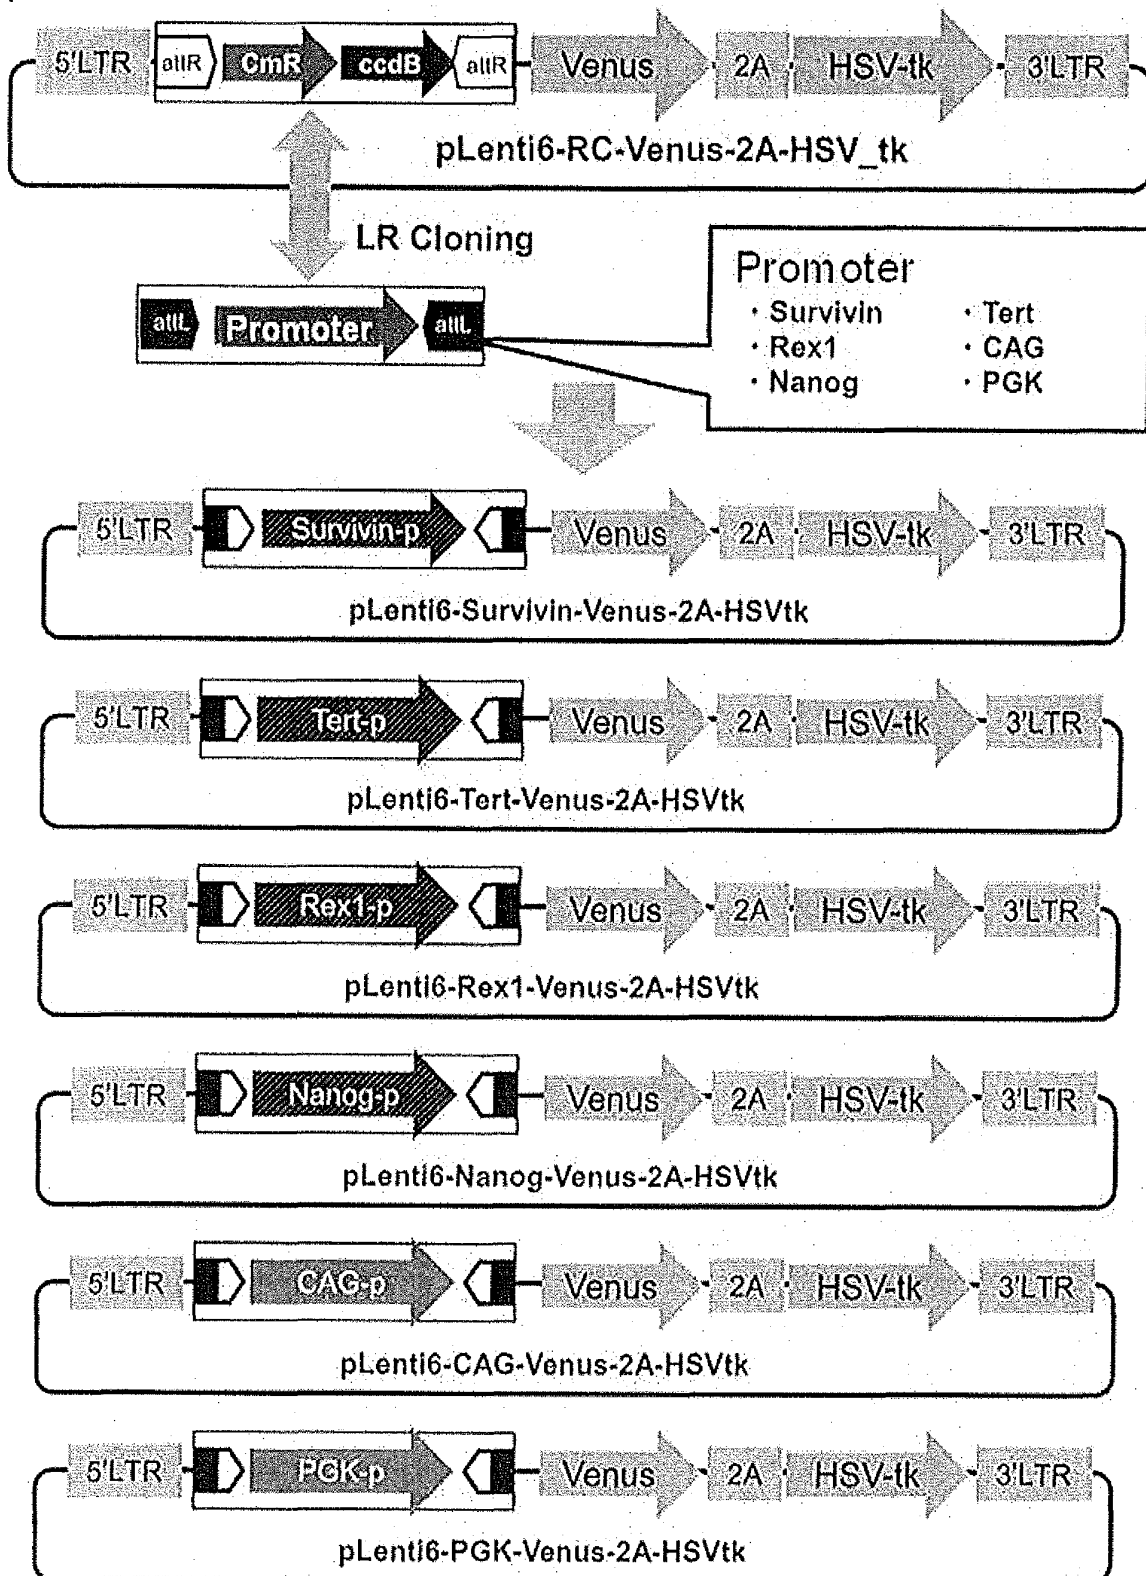 5'LTR attR CmR ccdB attR Venus 2A HSV-tk 3'LTR
pLenti6-RC-Venus-2A-HSV_tk
LR Cloning
attL Promoter attL
Promoter
・Survivin ・Tert
・Rex1 ・CAG
・Nanog ・PGK
5'LTR Survivin-p Venus 2A HSV-tk 3'LTR
pLenti6-Survivin-Venus-2A-HSVtk
5'LTR Tert-p Venus 2A HSV-tk 3'LTR
pLenti6-Tert-Venus-2A-HSVtk
5'LTR Rex1-p Venus 2A HSV-tk 3'LTR
pLenti6-Rex1-Venus-2A-HSVtk
5'LTR Nanog-p Venus 2A HSV-tk 3'LTR
pLenti6-Nanog-Venus-2A-HSVtk
5'LTR CAG-p Venus 2A HSV-tk 3'LTR
pLenti6-CAG-Venus-2A-HSVtk
5'LTR PGK-p Venus 2A HSV-tk 3'LTR
pLenti6-PGK-Venus-2A-HSVtk